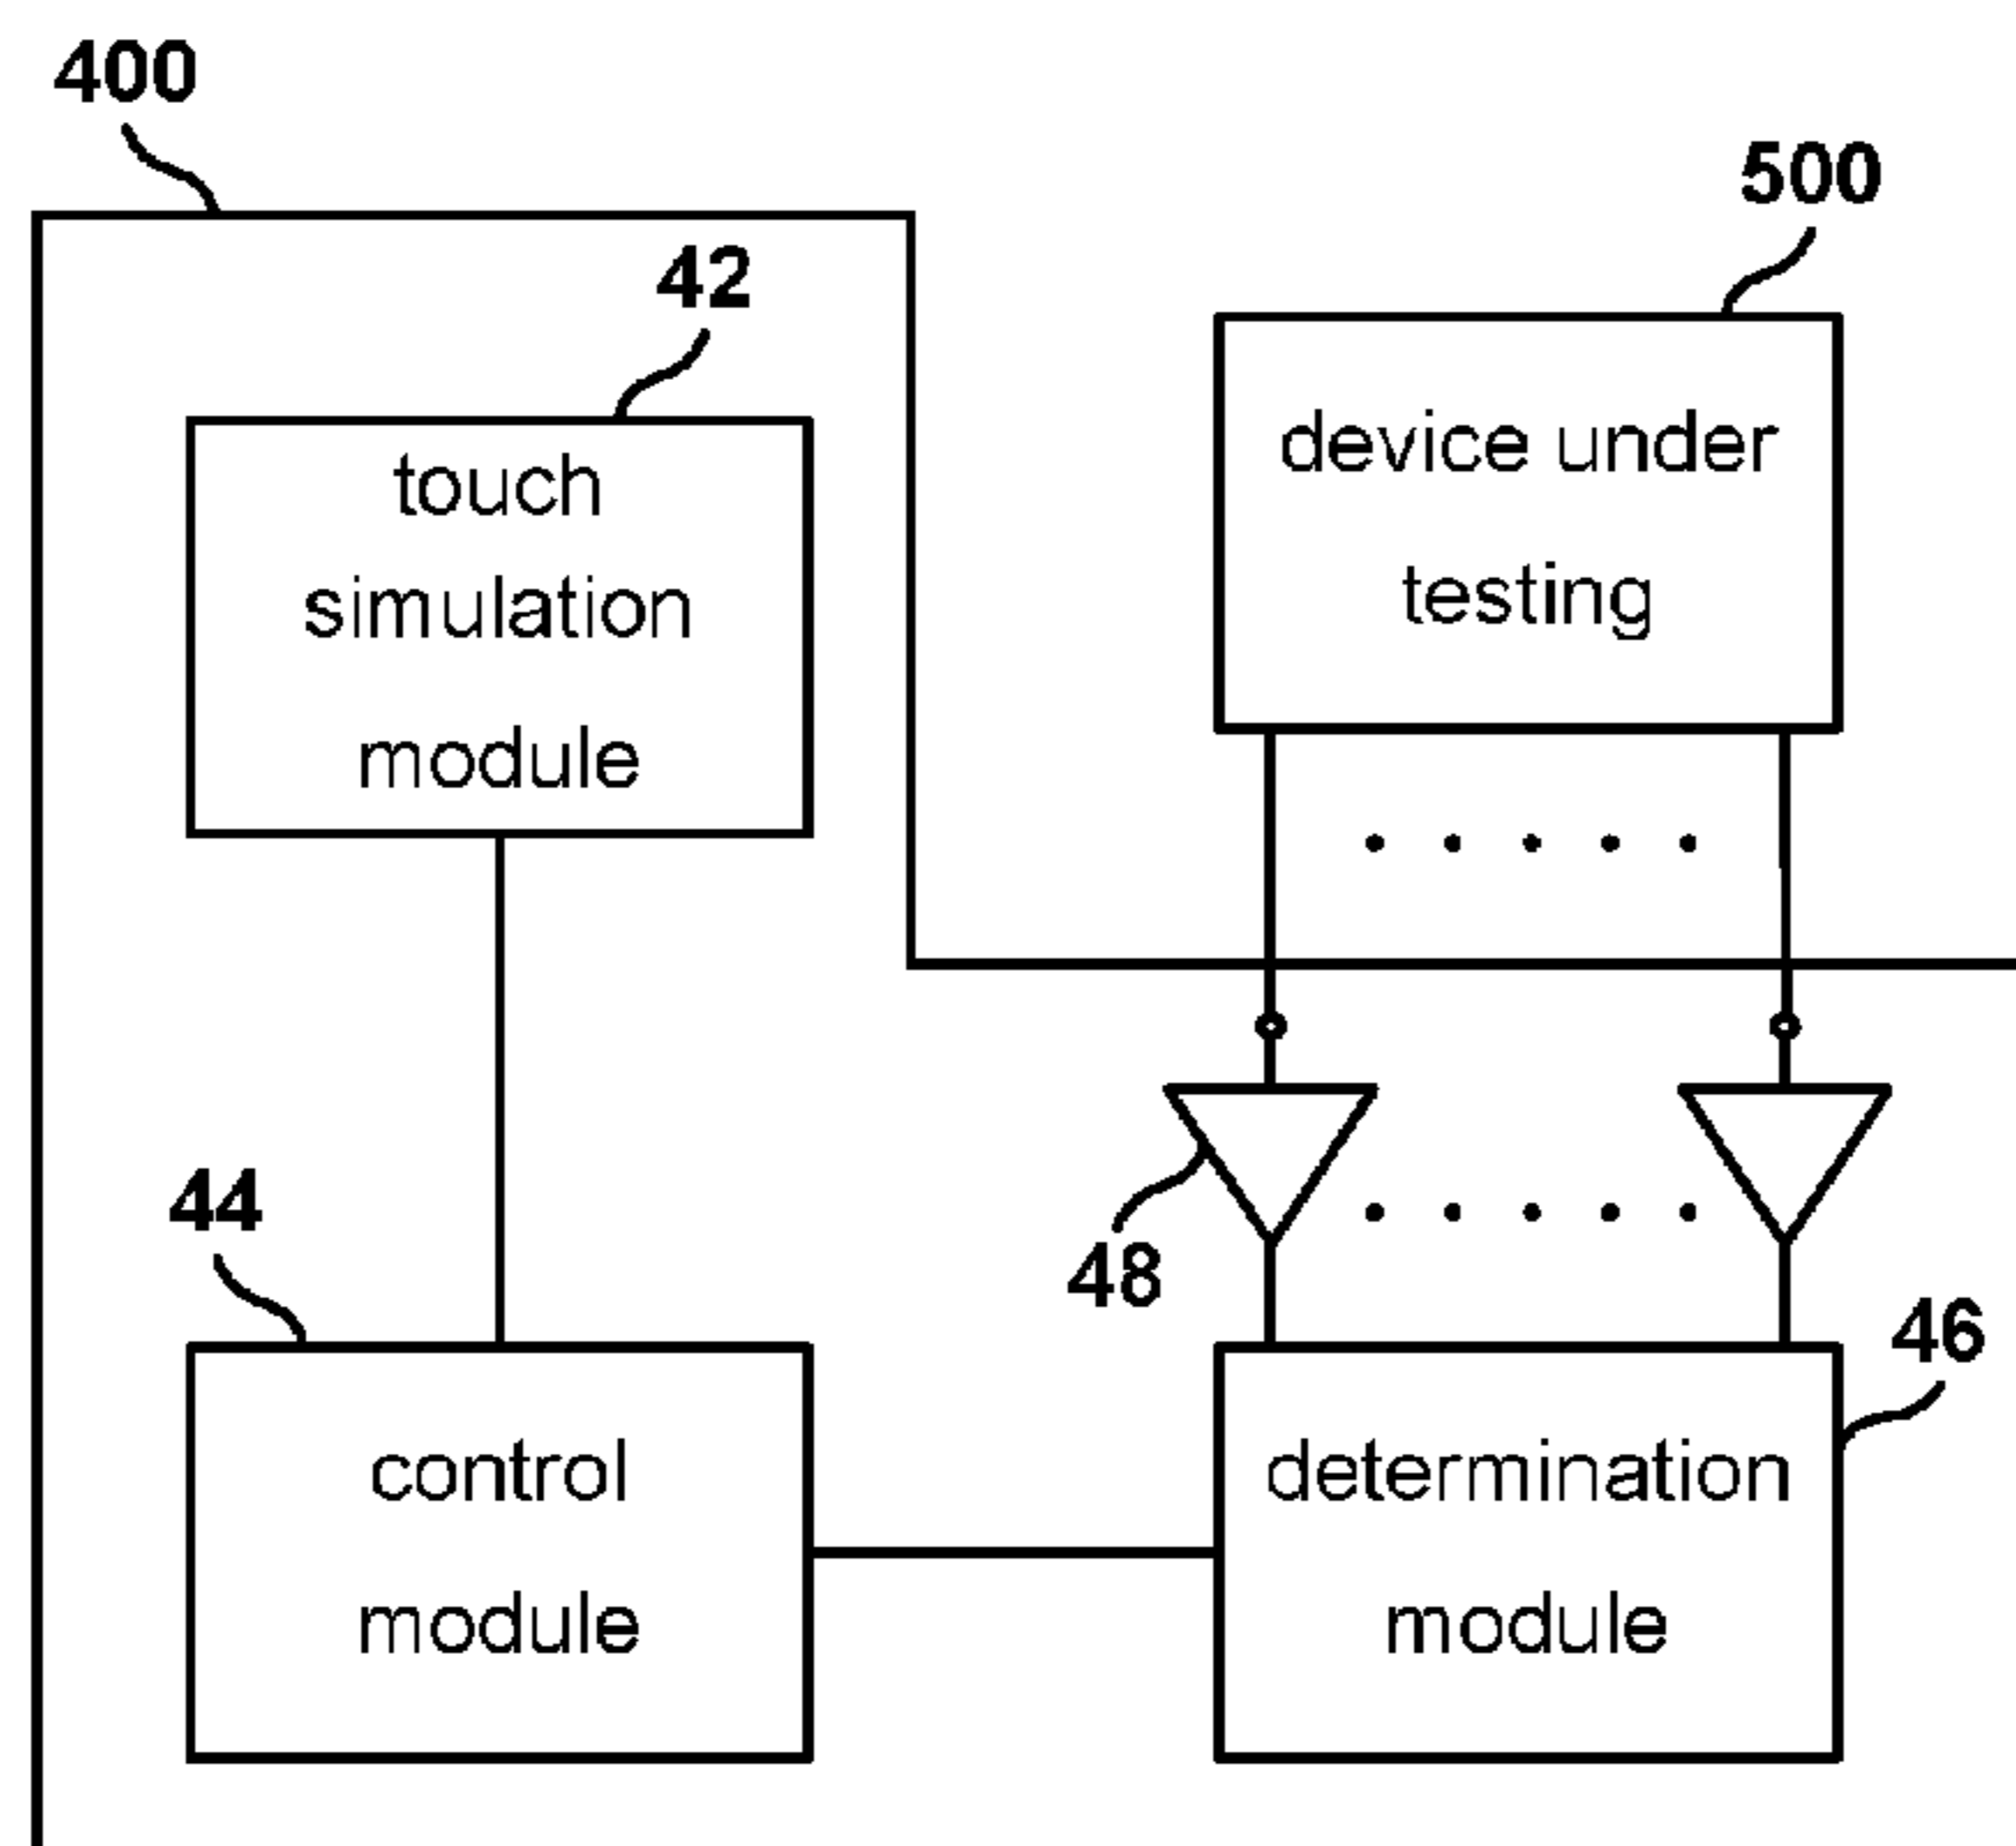 400
500
42
touch
simulation
module
device under
testing
44
48
46
control
module
determination
module